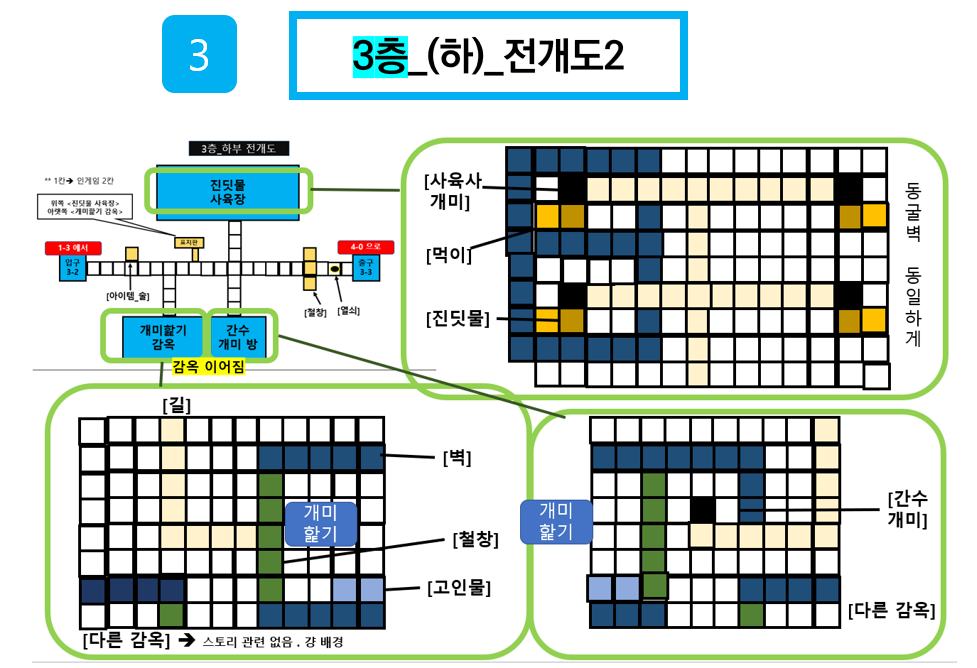 3
3층_(하)_전개도2
3층_하부 전개도
** 1칸→ 인게임 2칸
위쪽 <진딧물 사육장>
아랫쪽 <개미핥기 감옥>
진딧물
사육장
표지판
1-3 에서
입구
3-2
4-0 으로
출구
3-3
[아이템_술]
[철창]
[열쇠]
개미핥기
감옥
간수
개미 방
감옥 이어짐
[사육사
개미]
[먹이]
[진딧물]
동굴벽 동일하게
[길]
[벽]
개미
핥기
[철창]
[고인물]
[다른 감옥] → 스토리 관련 없음 . 걍 배경
개미
핥기
[간수
개미]
[다른 감옥]